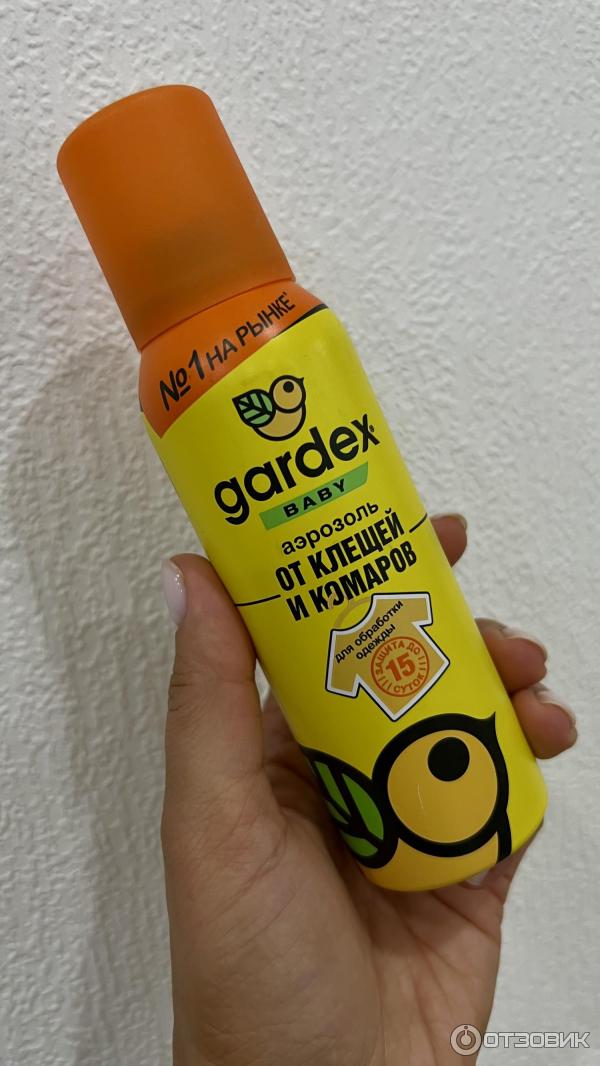 №1 НА РЫНКЕ*
gardex®
BABY
аэрозоль
ОТ КЛЕЩЕЙ
И КОМАРОВ
для обработки
одежды
ЗАЩИТА ДО
15
СУТОК
ОТЗОВИК